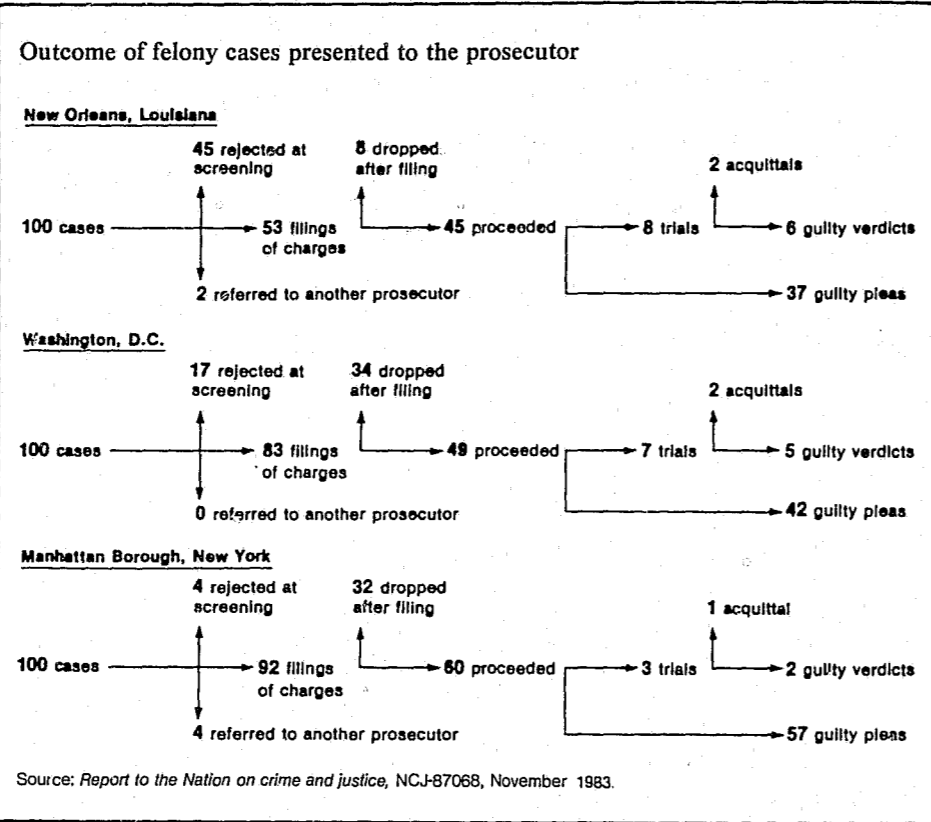 Outcome of felony cases presented to the prosecutor
New Orleans, Louisiana
45 rejected at
screening
8 dropped
after filing
2 acquittals
100 cases
53 filings
of charges
45 proceeded
8 trials
6 guilty verdicts
2 referred to another prosecutor
37 guilty pleas
Washington, D.C.
17 rejected at
screening
34 dropped
after filing
2 acquittals
100 cases
83 filings
of charges
49 proceeded
7 trials
5 guilty verdicts
0 referred to another prosecutor
42 guilty pleas
Manhattan Borough, New York
4 rejected at
screening
32 dropped
after filing
1 acquittal
100 cases
92 filings
of charges
60 proceeded
3 trials
2 guilty verdicts
4 referred to another prosecutor
57 guilty pleas
Source: Report to the Nation on crime and justice, NCJ-87068, November 1983.